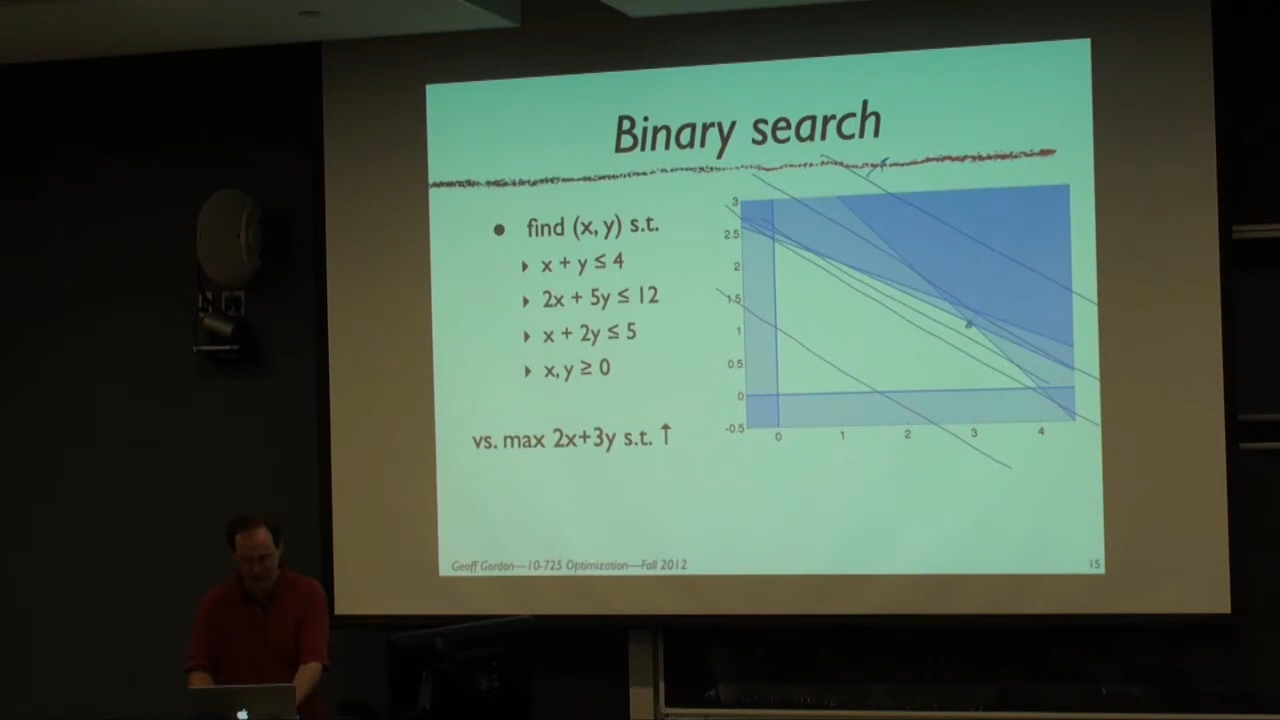 Binary search
● find (x, y) s.t.
‣ x + y ≤ 4
‣ 2x + 5y ≤ 12
‣ x + 2y ≤ 5
‣ x, y ≥ 0
vs. max 2x+3y s.t. ↑
3
2.5
2
1.5
1
0.5
0
-0.5
0 1 2 3 4
Geoff Gordon—10-725 Optimization—Fall 2012
15